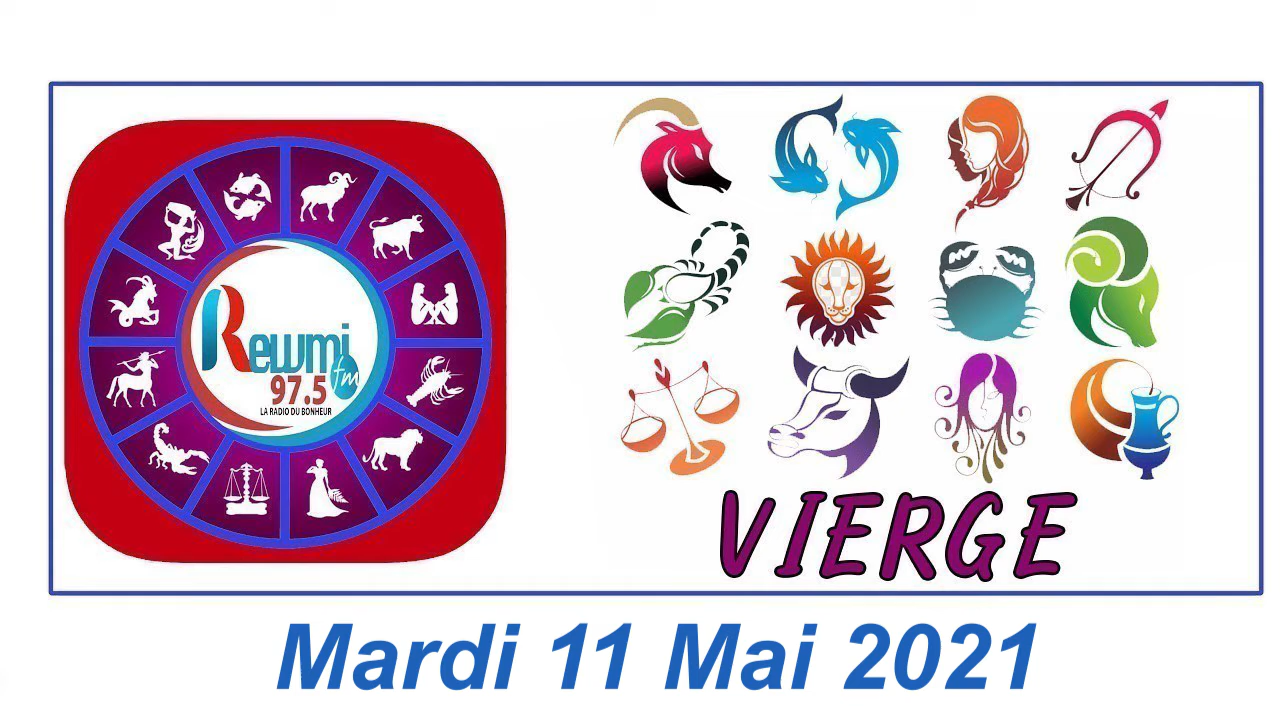 Rewmi
fm
97.5
LA RADIO DU BONHEUR
VIERGE
Mardi 11 Mai 2021